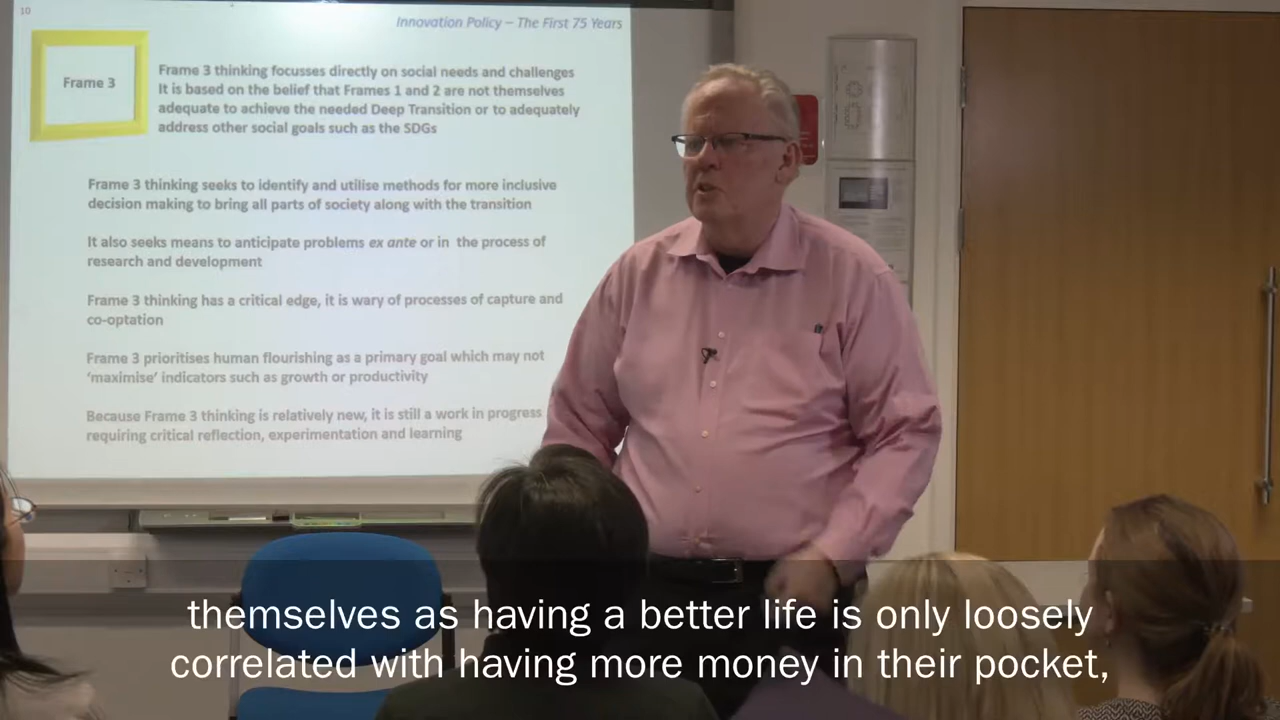 10
Innovation Policy – The First 75 Years
Frame 3
Frame 3 thinking focusses directly on social needs and challenges
It is based on the belief that Frames 1 and 2 are not themselves
adequate to achieve the needed Deep Transition or to adequately
address other social goals such as the SDGs
Frame 3 thinking seeks to identify and utilise methods for more inclusive
decision making to bring all parts of society along with the transition
It also seeks means to anticipate problems ex ante or in the process of
research and development
Frame 3 thinking has a critical edge, it is wary of processes of capture and
co-optation
Frame 3 prioritises human flourishing as a primary goal which may not
‘maximise’ indicators such as growth or productivity
Because Frame 3 thinking is relatively new, it is still a work in progress
requiring critical reflection, experimentation and learning
themselves as having a better life is only loosely
correlated with having more money in their pocket,